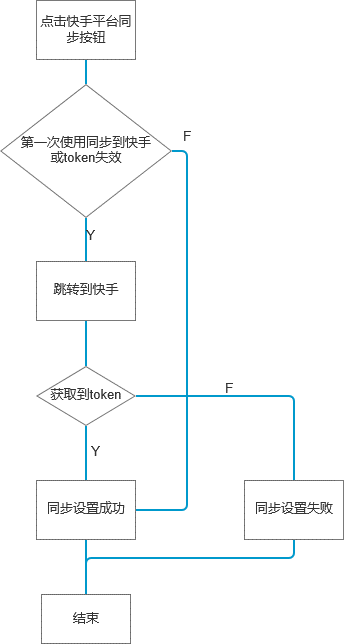 点击快手平台同
步按钮
第一次使用同步到快手
或token失效
F
Y
跳转到快手
获取到token
F
Y
同步设置成功
同步设置失败
结束